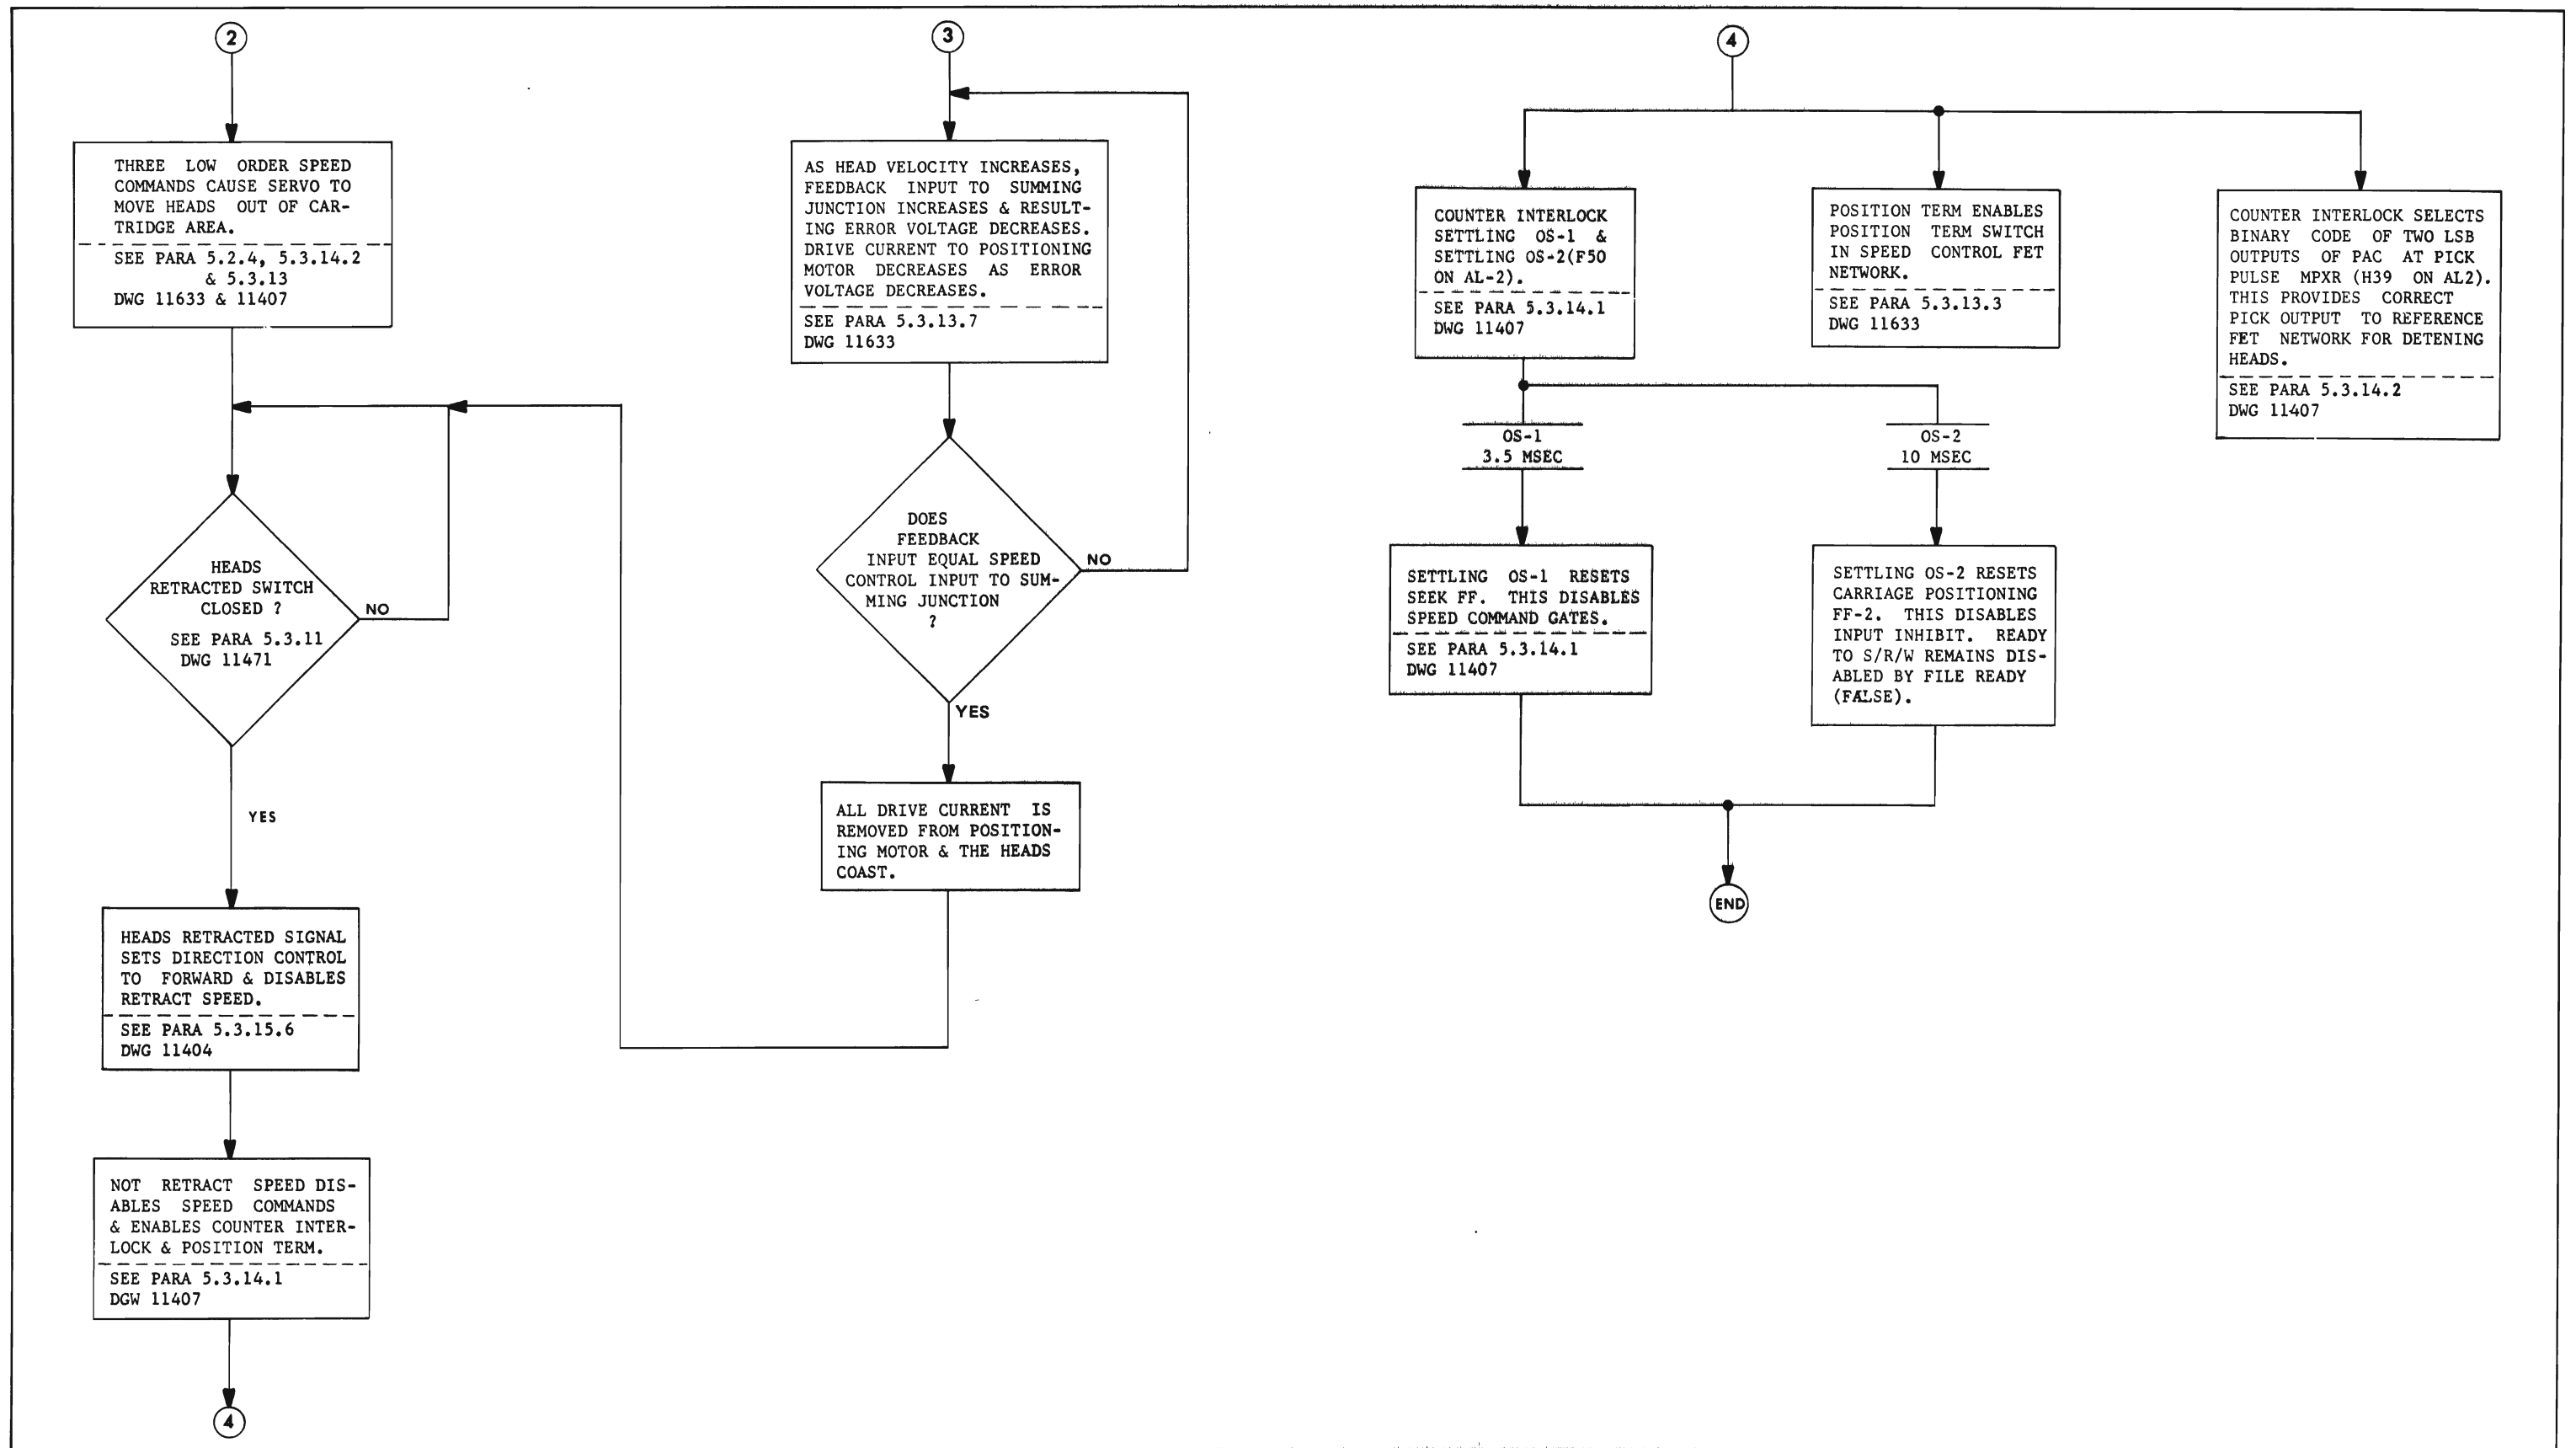 2
THREE LOW ORDER SPEED
COMMANDS CAUSE SERVO TO
MOVE HEADS OUT OF CAR-
TRIDGE AREA.
SEE PARA 5.2.4, 5.3.14.2
& 5.3.13
DWG 11633 & 11407
HEADS
RETRACTED SWITCH
CLOSED ?
SEE PARA 5.3.11
DWG 11471
NO
YES
HEADS RETRACTED SIGNAL
SETS DIRECTION CONTROL
TO FORWARD & DISABLES
RETRACT SPEED.
SEE PARA 5.3.15.6
DWG 11404
NOT RETRACT SPEED DIS-
ABLES SPEED COMMANDS
& ENABLES COUNTER INTER-
LOCK & POSITION TERM.
SEE PARA 5.3.14.1
DGW 11407
4
3
AS HEAD VELOCITY INCREASES,
FEEDBACK INPUT TO SUMMING
JUNCTION INCREASES & RESULT-
ING ERROR VOLTAGE DECREASES.
DRIVE CURRENT TO POSITIONING
MOTOR DECREASES AS ERROR
VOLTAGE DECREASES.
SEE PARA 5.3.13.7
DWG 11633
DOES
FEEDBACK
INPUT EQUAL SPEED
CONTROL INPUT TO SUM-
MING JUNCTION
?
NO
YES
ALL DRIVE CURRENT IS
REMOVED FROM POSITION-
ING MOTOR & THE HEADS
COAST.
4
COUNTER INTERLOCK
SETTLING OS-1 &
SETTLING OS-2(F50
ON AL-2).
SEE PARA 5.3.14.1
DWG 11407
POSITION TERM ENABLES
POSITION TERM SWITCH
IN SPEED CONTROL FET
NETWORK.
SEE PARA 5.3.13.3
DWG 11633
COUNTER INTERLOCK SELECTS
BINARY CODE OF TWO LSB
OUTPUTS OF PAC AT PICK
PULSE MPXR (H39 ON AL2).
THIS PROVIDES CORRECT
PICK OUTPUT TO REFERENCE
FET NETWORK FOR DETENING
HEADS.
SEE PARA 5.3.14.2
DWG 11407
OS-1
3.5 MSEC
OS-2
10 MSEC
SETTLING OS-1 RESETS
SEEK FF. THIS DISABLES
SPEED COMMAND GATES.
SEE PARA 5.3.14.1
DWG 11407
SETTLING OS-2 RESETS
CARRIAGE POSITIONING
FF-2. THIS DISABLES
INPUT INHIBIT. READY
TO S/R/W REMAINS DIS-
ABLED BY FILE READY
(FALSE).
END